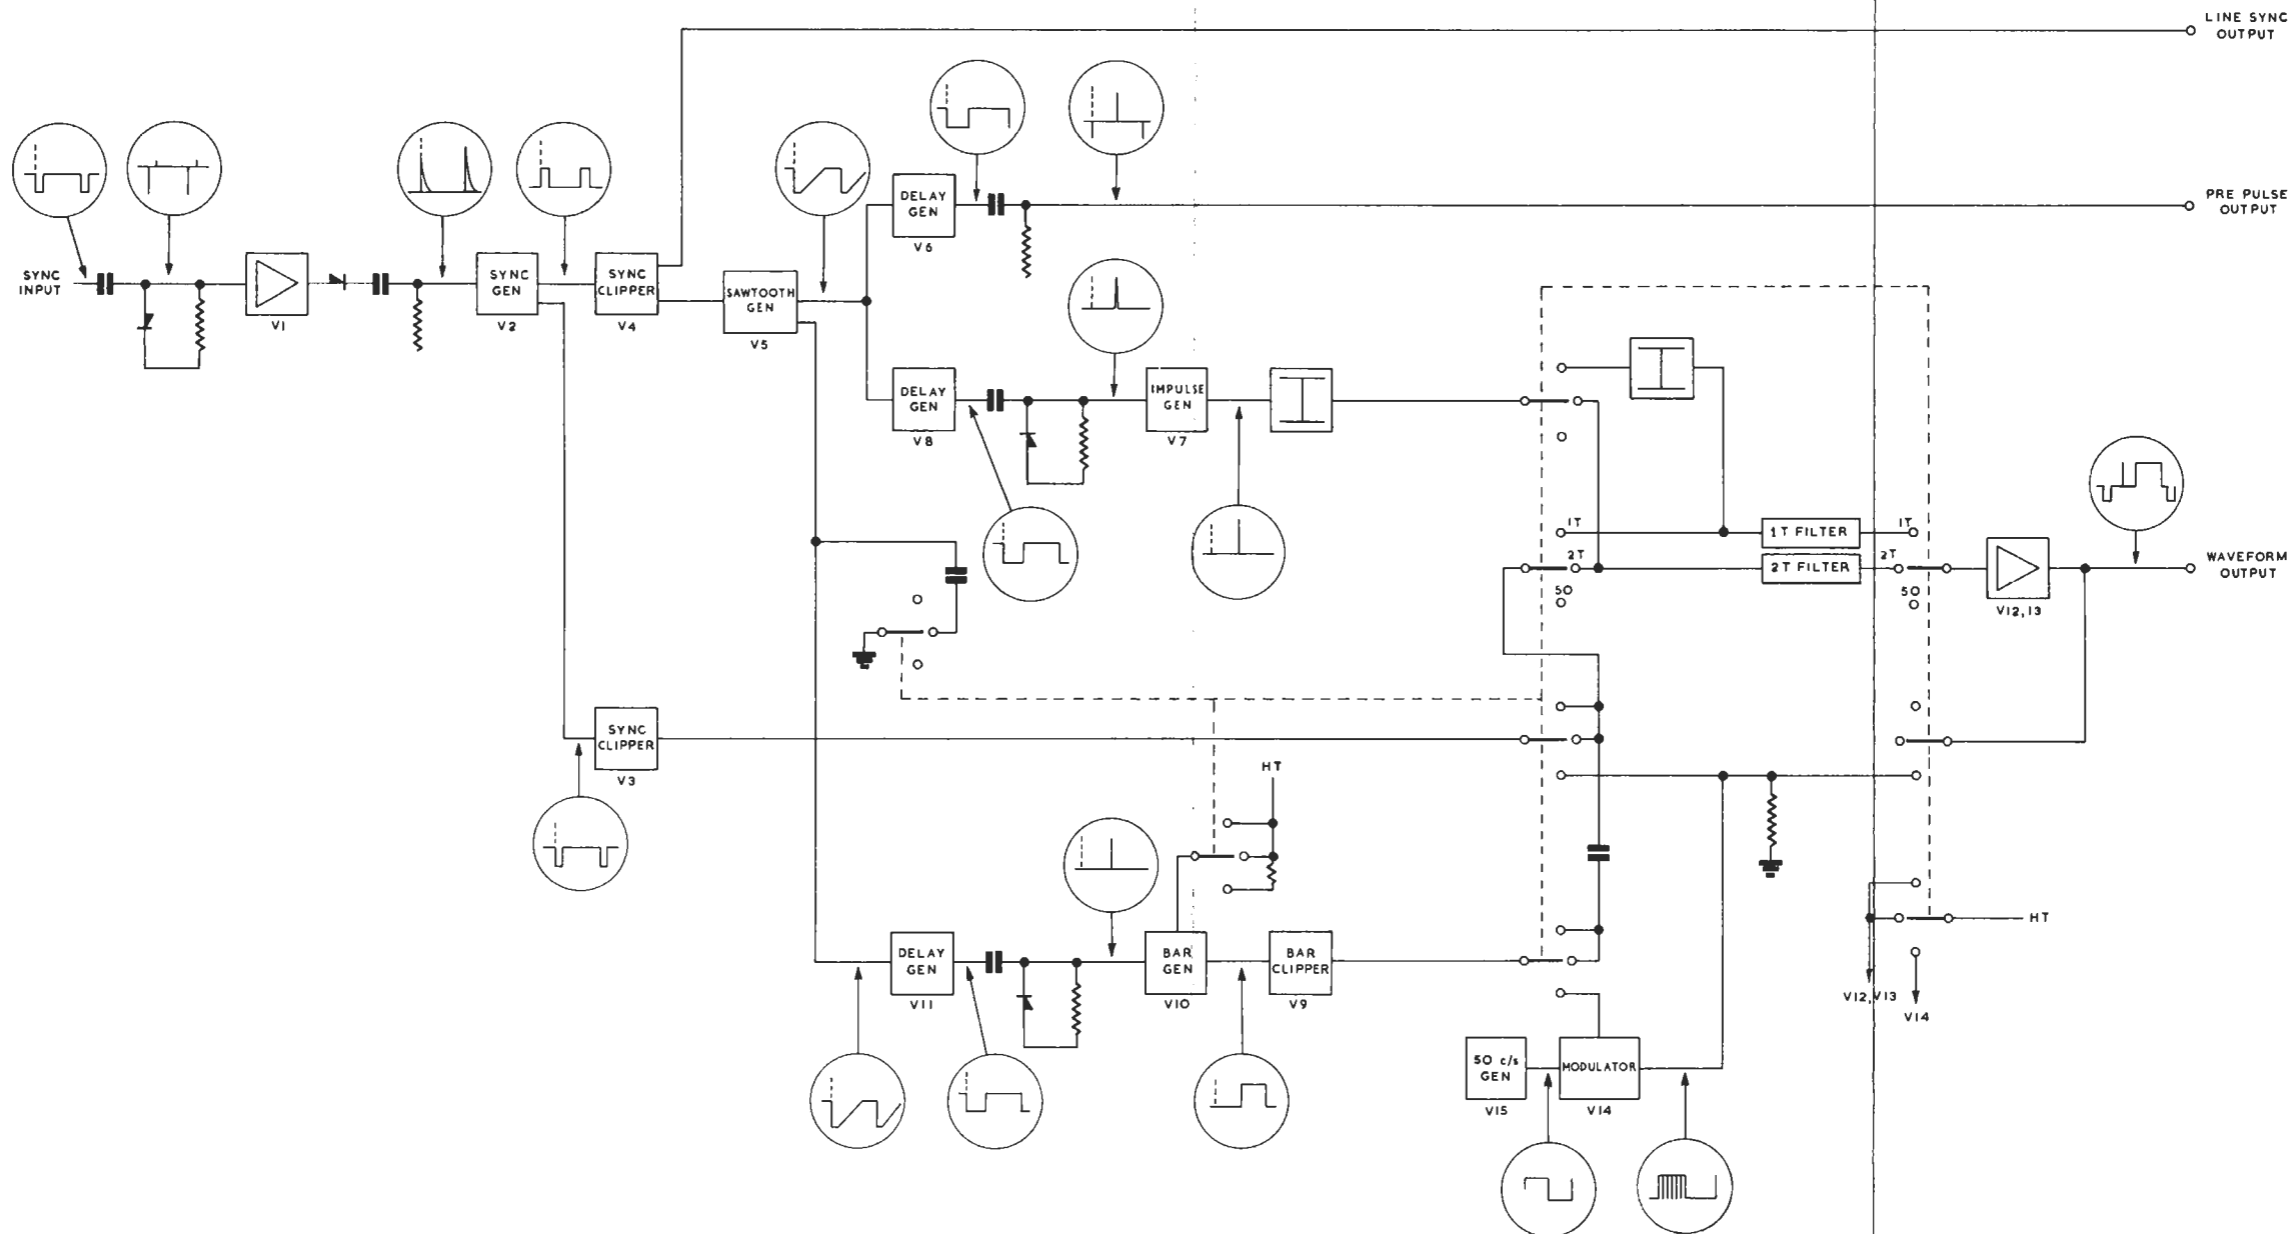 LINE SYNC
OUTPUT
PRE PULSE
OUTPUT
DELAY
GEN
V6
SYNC
INPUT
V1
SYNC
GEN
V2
SYNC
CLIPPER
V4
SAWTOOTH
GEN
V5
DELAY
GEN
V8
IMPULSE
GEN
V7
1T
1T FILTER
1T
2T
2T FILTER
2T
50
50
V12,13
WAVEFORM
OUTPUT
SYNC
CLIPPER
V3
HT
HT
DELAY
GEN
V11
BAR
GEN
V10
BAR
CLIPPER
V9
V12,V13
V14
50 c/s
GEN
V15
MODULATOR
V14